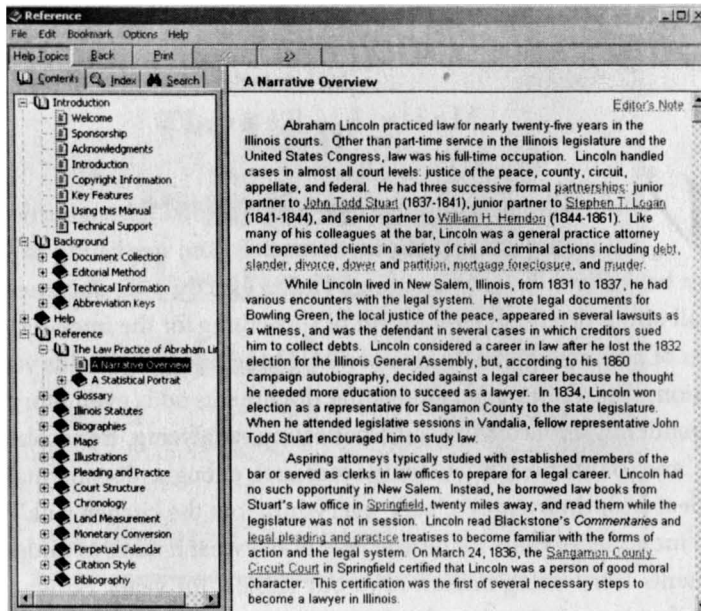 Reference
File Edit Bookmark Options Help
Help Topics Back Print << >>
Contents Index Search
Introduction
Welcome
Sponsorship
Acknowledgments
Introduction
Copyright Information
Key Features
Using this Manual
Technical Support
Background
Document Collection
Editorial Method
Technical Information
Abbreviation Keys
Help
Reference
The Law Practice of Abraham Lin
A Narrative Overview
A Statistical Portrait
Glossary
Illinois Statutes
Biographies
Maps
Illustrations
Pleading and Practice
Court Structure
Chronology
Land Measurement
Monetary Conversion
Perpetual Calendar
Citation Style
Bibliography
A Narrative Overview
Editor's Note
Abraham Lincoln practiced law for nearly twenty-five years in the
Illinois courts. Other than part-time service in the Illinois legislature and the
United States Congress, law was his full-time occupation. Lincoln handled
cases in almost all court levels: justice of the peace, county, circuit,
appellate, and federal. He had three successive formal partnerships: junior
partner to John Todd Stuart (1837-1841), junior partner to Stephen T. Logan
(1841-1844), and senior partner to William H. Herndon (1844-1861). Like
many of his colleagues at the bar, Lincoln was a general practice attorney
and represented clients in a variety of civil and criminal actions including debt,
slander, divorce, dower and partition, mortgage foreclosure, and murder.
While Lincoln lived in New Salem, Illinois, from 1831 to 1837, he had
various encounters with the legal system. He wrote legal documents for
Bowling Green, the local justice of the peace, appeared in several lawsuits as
a witness, and was the defendant in several cases in which creditors sued
him to collect debts. Lincoln considered a career in law after he lost the 1832
election for the Illinois General Assembly, but, according to his 1860
campaign autobiography, decided against a legal career because he thought
he needed more education to succeed as a lawyer. In 1834, Lincoln won
election as a representative for Sangamon County to the state legislature.
When he attended legislative sessions in Vandalia, fellow representative John
Todd Stuart encouraged him to study law.
Aspiring attorneys typically studied with established members of the
bar or served as clerks in law offices to prepare for a legal career. Lincoln had
no such opportunity in New Salem. Instead, he borrowed law books from
Stuart's law office in Springfield, twenty miles away, and read them while the
legislature was not in session. Lincoln read Blackstone's Commentaries and
legal pleading and practice treatises to become familiar with the forms of
action and the legal system. On March 24, 1836, the Sangamon County
Circuit Court in Springfield certified that Lincoln was a person of good moral
character. This certification was the first of several necessary steps to
become a lawyer in Illinois.